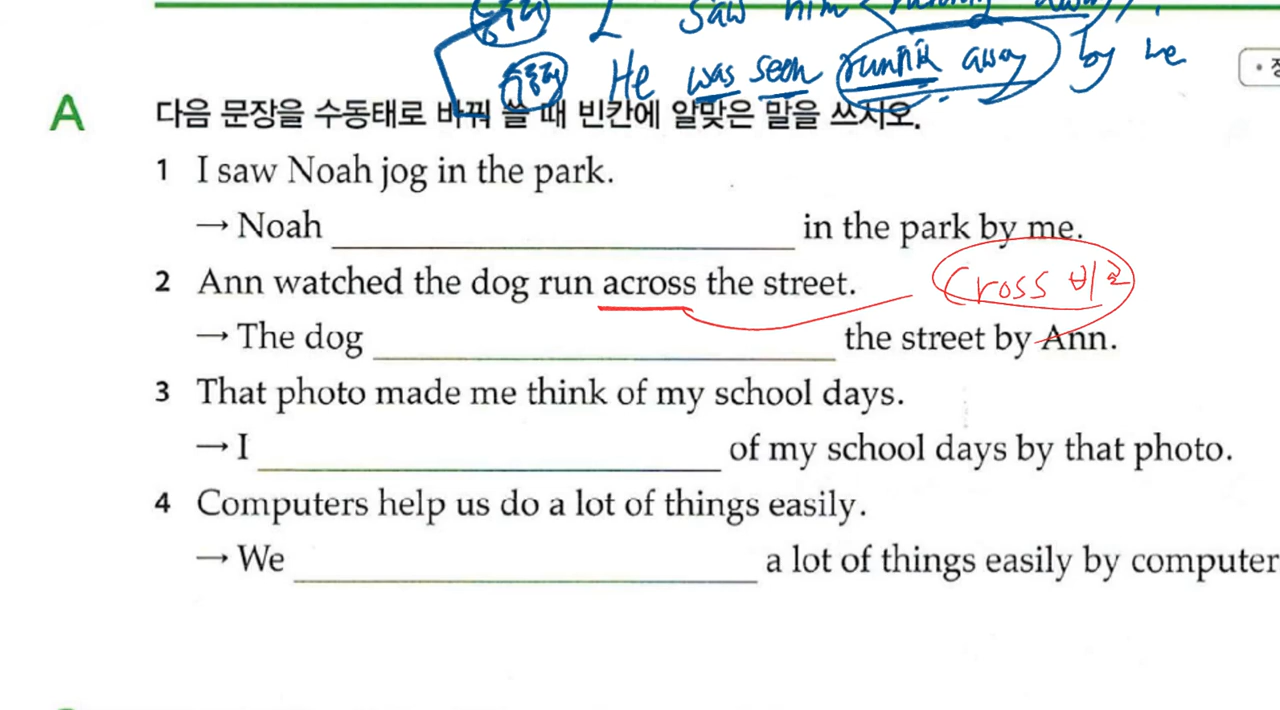 I saw him running away
수동태 He was seen running away by me
A 다음 문장을 수동태로 바꿔 쓸 때 빈칸에 알맞은 말을 쓰시오.
1 I saw Noah jog in the park.
→ Noah in the park by me.
2 Ann watched the dog run across the street.
cross 비교
→ The dog the street by Ann.
3 That photo made me think of my school days.
→ I of my school days by that photo.
4 Computers help us do a lot of things easily.
→ We a lot of things easily by computer